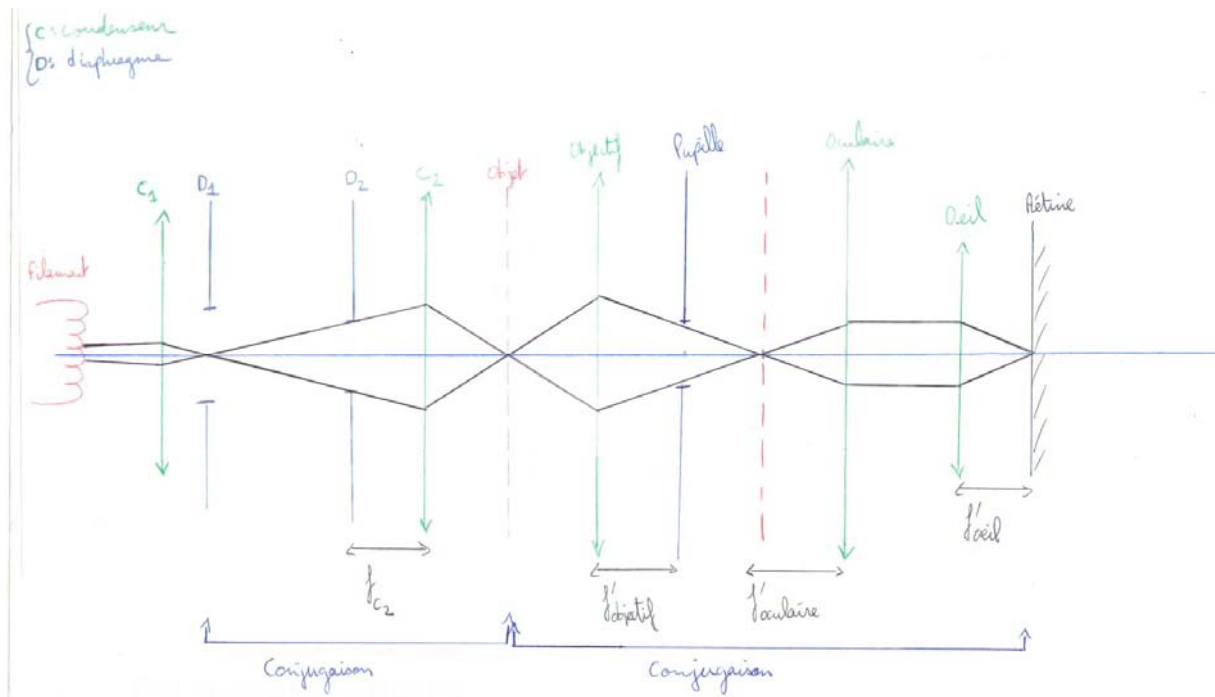 C: condenseur
D: diaphragme
Filament
C1
D1
D2
C2
Objet
Objectif
Pupille
Oculaire
Oeil
Rétine
f C2
f' objectif
f' oculaire
f' oeil
Conjugaison
Conjugaison